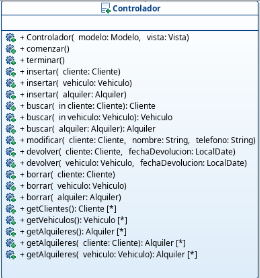 Controlador
+ Controlador( modelo: Modelo, vista: Vista)
+ comenzar()
+ terminar()
+ insertar( cliente: Cliente)
+ insertar( vehiculo: Vehiculo)
+ insertar( alquiler: Alquiler)
+ buscar( in cliente: Cliente): Cliente
+ buscar( in vehiculo: Vehiculo): Vehiculo
+ buscar( alquiler: Alquiler): Alquiler
+ modificar( cliente: Cliente, nombre: String, telefono: String)
+ devolver( cliente: Cliente, fechaDevolucion: LocalDate)
+ devolver( vehiculo: Vehiculo, fechaDevolucion: LocalDate)
+ borrar( cliente: Cliente)
+ borrar( vehiculo: Vehiculo)
+ borrar( alquiler: Alquiler)
+ getClientes(): Cliente [*]
+ getVehiculos(): Vehiculo [*]
+ getAlquileres(): Alquiler [*]
+ getAlquileres( cliente: Cliente): Alquiler [*]
+ getAlquileres( vehiculo: Vehiculo): Alquiler [*]